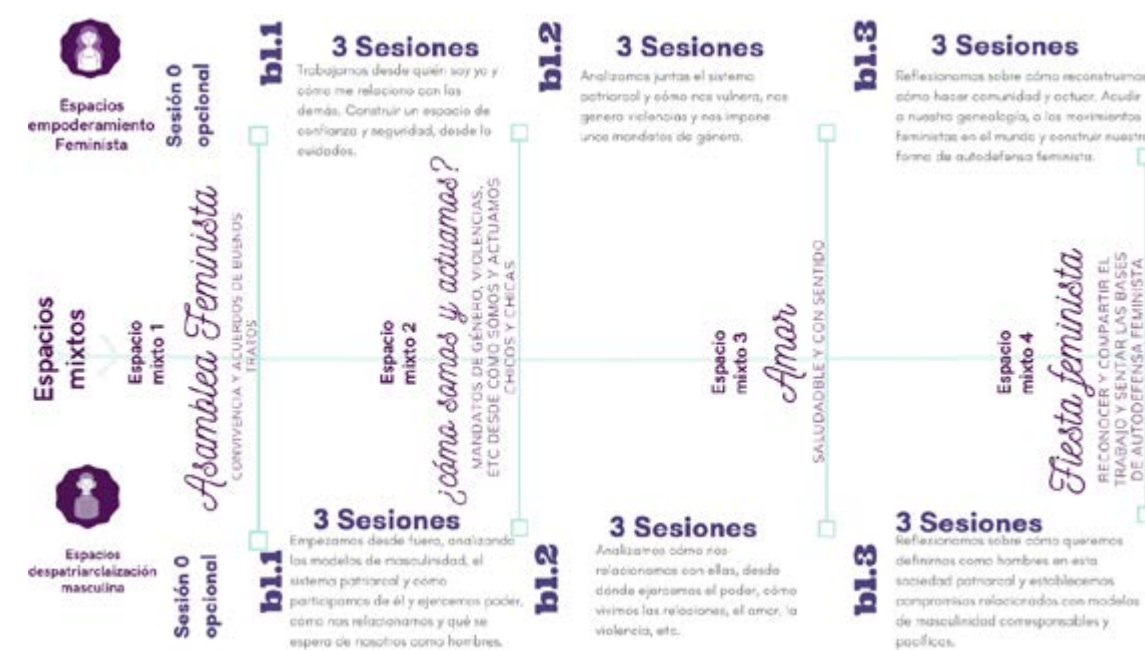 Espacios
empoderamiento
Feminista
Sesión 0
opcional
bl.1
3 Sesiones
Trabajamos desde quién soy yo y
cómo me relaciono con las
demás. Construir un espacio de
confianza y seguridad, desde lo
cuidados.
bl.2
3 Sesiones
Analizamos juntas el sistema
patriarcal y cómo nos vulnera, nos
genera violencias y nos impone
unos mandatos de género.
bl.3
3 Sesiones
Reflexionamos sobre cómo reconstruirnos
cómo hacer comunidad y actuar. Acudir
a nuestra genealogía, a los movimientos
feministas en el mundo y construir nuestra
forma de autodefensa feminista.
Espacios
mixtos
Espacio
mixto 1
Asamblea Feminista
CONVIVENCIA Y ACUERDOS DE BUENOS
TRATOS
Espacio
mixto 2
¿cómo somos y actuamos?
MANDATOS DE GÉNERO, VIOLENCIAS,
ETC DESDE CÓMO SOMOS Y ACTUAMOS
CHICOS Y CHICAS
Espacio
mixto 3
Amor
SALUDADBLE Y CON SENTIDO
Espacio
mixto 4
Fiesta feminista
RECONOCER Y COMPARTIR EL
TRABAJO Y SENTAR LAS BASES
DE AUTODEFENSA FEMINISTA
Espacios
despatriarclaización
masculina
Sesión 0
opcional
bl.1
3 Sesiones
Empezamos desde fuera, analizando
los modelos de masculinidad, el
sistema patriarcal y como
participamos de él y ejercemos poder,
cómo nos relacionamos y qué se
espera de nosotros como hombres.
bl.2
3 Sesiones
Analizamos cómo nos
relacionamos con ellas, desde
dónde ejercemos el poder, cómo
vivimos las relaciones, el amor, la
violencia, etc.
bl.3
3 Sesiones
Reflexionamos sobre cómo queremos
definirnos como hombres en esta
sociedad patriarcal y establecemos
compromisos relacionados con modelos
de masculinidad corresponsables y
pacíficos.